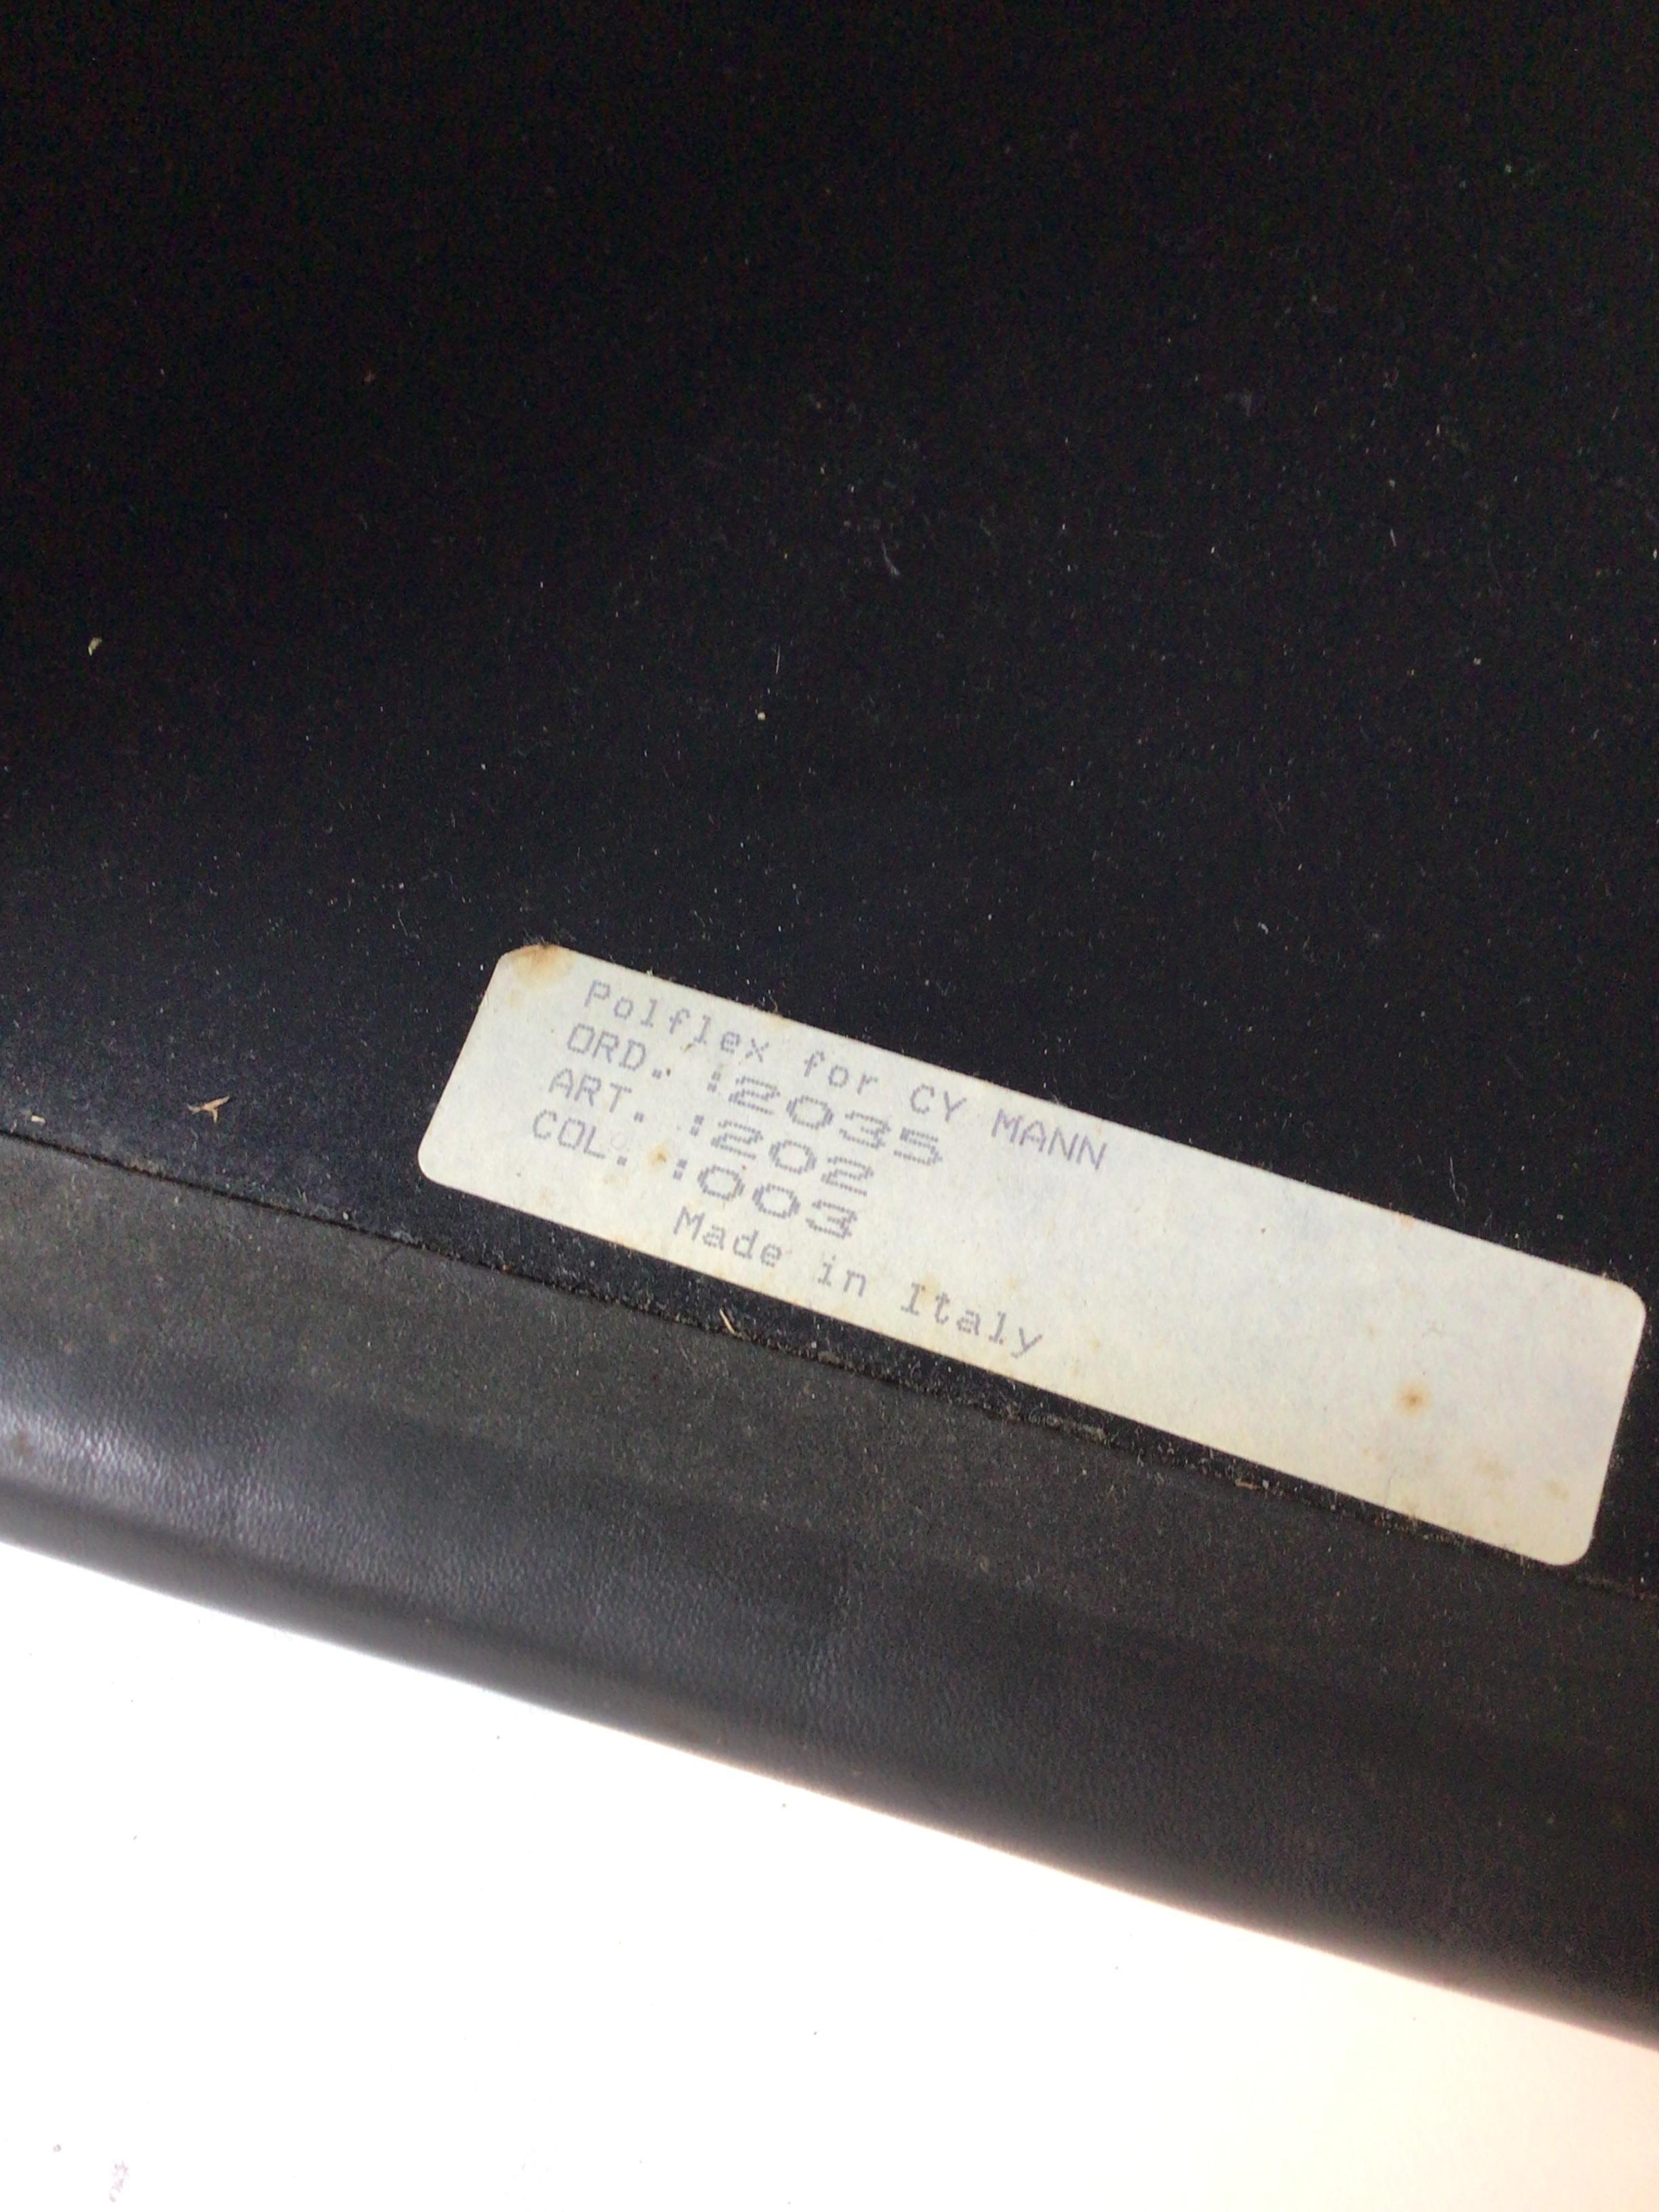 Polflex for CY MANN
ORD. :2035
ART. :202
COL. :003
Made in Italy